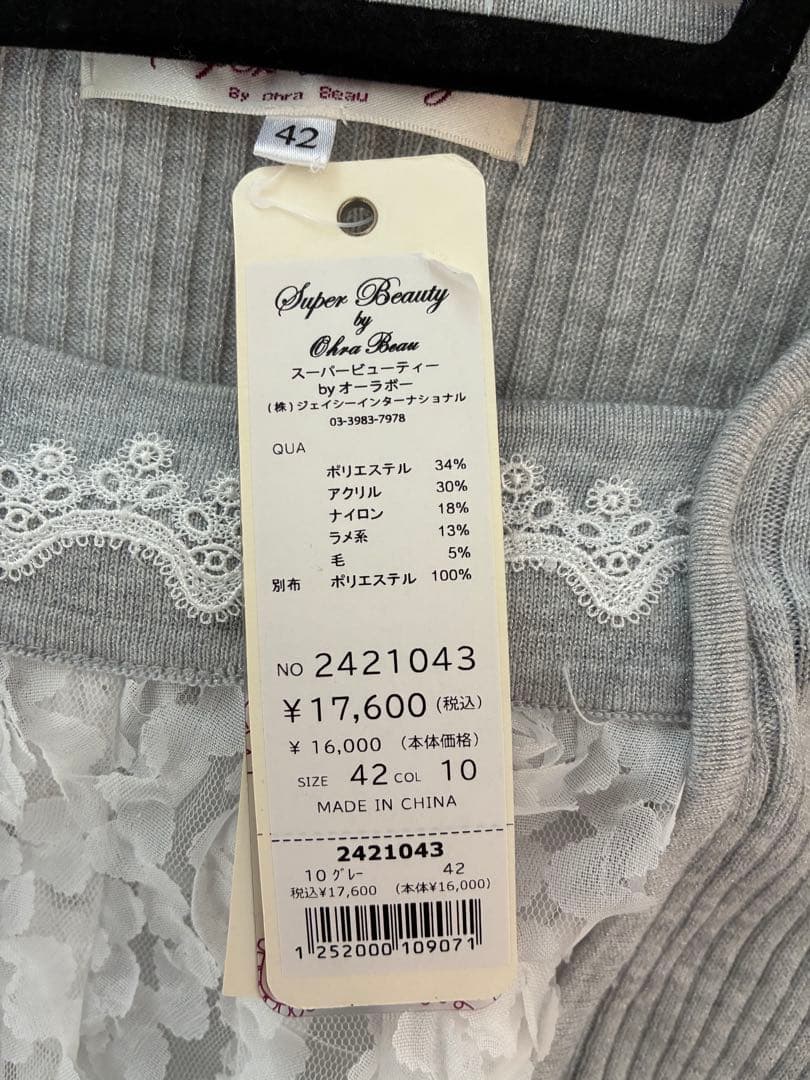 By Ohra Beau
42
Super Beauty
by
Ohra Beau
スーパービューティー
by オーラボー
(株)ジェイシーインターナショナル
03-3983-7978
QUA
ポリエステル 34%
アクリル 30%
ナイロン 18%
ラメ系 13%
毛 5%
別布 ポリエステル 100%
NO 2421043
¥17,600 (税込)
¥ 16,000 (本体価格)
SIZE 42 COL 10
MADE IN CHINA
2421043
10 グレー 42
税込¥17,600 (本体¥16,000)
1 252000 109071